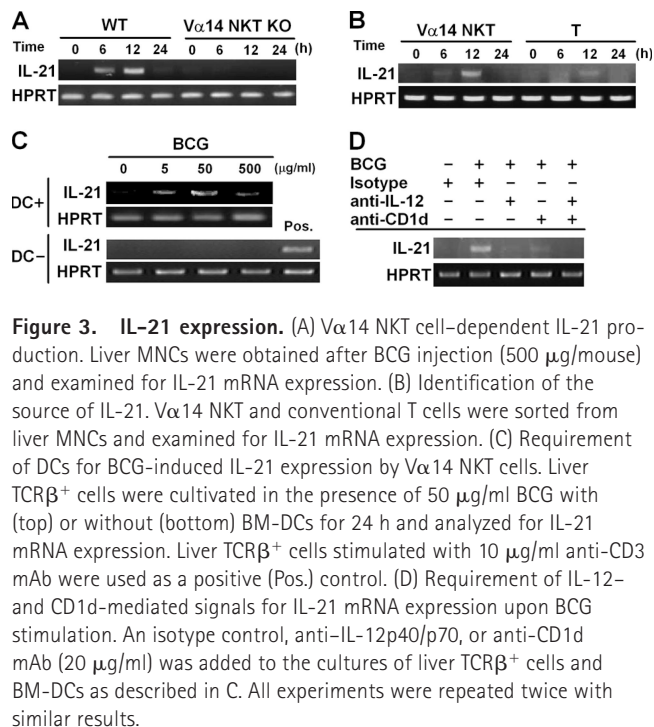 A
WT
Vα14 NKT KO
Time
0 6 12 24 0 6 12 24 (h)
IL-21
HPRT
B
Vα14 NKT
T
Time
0 6 12 24 0 6 12 24
IL-21
HPRT
C
BCG
0 5 50 500 (μg/ml)
DC+
IL-21
HPRT
Pos.
DC−
IL-21
HPRT
D
BCG − + + + +
Isotype + + − − −
anti-IL-12 − − + − +
anti-CD1d − − − + +
IL-21
HPRT
Figure 3. IL-21 expression. (A) Vα14 NKT cell–dependent IL-21 pro-
duction. Liver MNCs were obtained after BCG injection (500 μg/mouse)
and examined for IL-21 mRNA expression. (B) Identification of the
source of IL-21. Vα14 NKT and conventional T cells were sorted from
liver MNCs and examined for IL-21 mRNA expression. (C) Requirement
of DCs for BCG-induced IL-21 expression by Vα14 NKT cells. Liver
TCRβ+ cells were cultivated in the presence of 50 μg/ml BCG with
(top) or without (bottom) BM-DCs for 24 h and analyzed for IL-21
mRNA expression. Liver TCRβ+ cells stimulated with 10 μg/ml anti-CD3
mAb were used as a positive (Pos.) control. (D) Requirement of IL-12–
and CD1d-mediated signals for IL-21 mRNA expression upon BCG
stimulation. An isotype control, anti–IL-12p40/p70, or anti-CD1d
mAb (20 μg/ml) was added to the cultures of liver TCRβ+ cells and
BM-DCs as described in C. All experiments were repeated twice with
similar results.